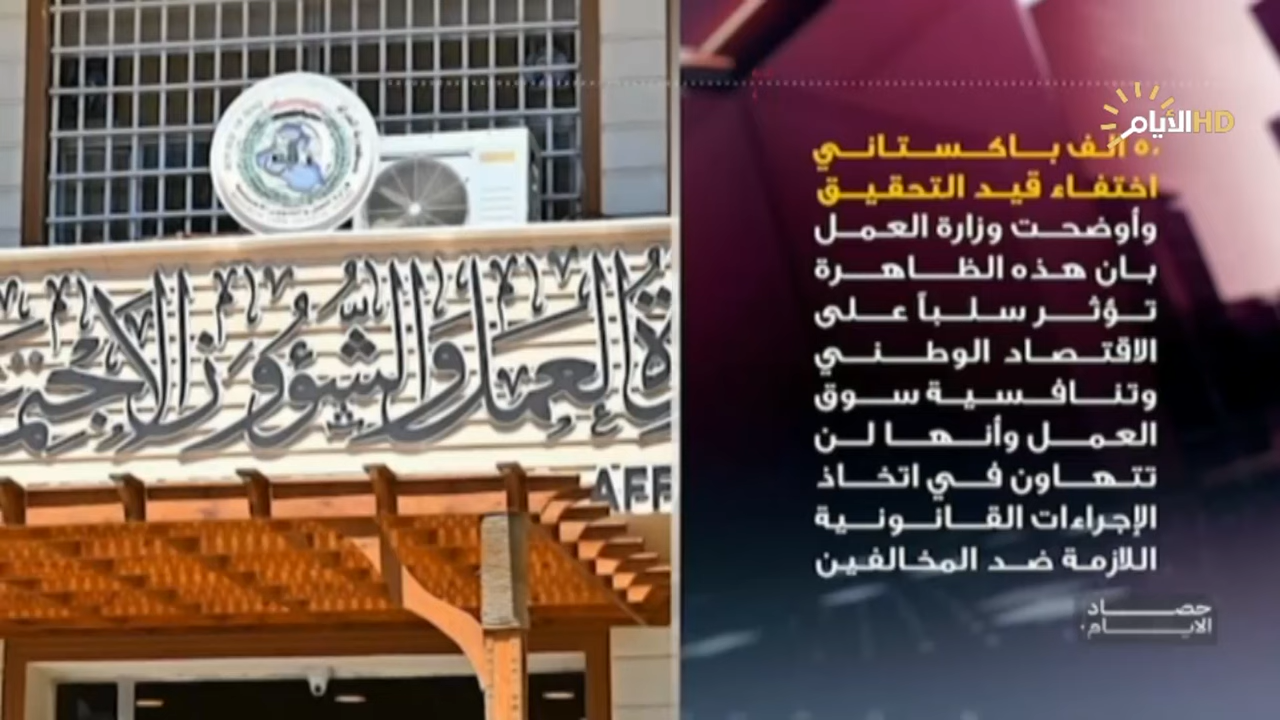 الأيام HD
٥٠ ألف باكستاني
اختفاء قيد التحقيق
وأوضحت وزارة العمل
بان هذه الظاهرة
تؤثر سلباً على
الاقتصاد الوطني
وتنافسية سوق
العمل وأنها لن
تتهاون في اتخاذ
الإجراءات القانونية
اللازمة ضد المخالفين
حصاد
الايام
العمل والشؤون
AFF